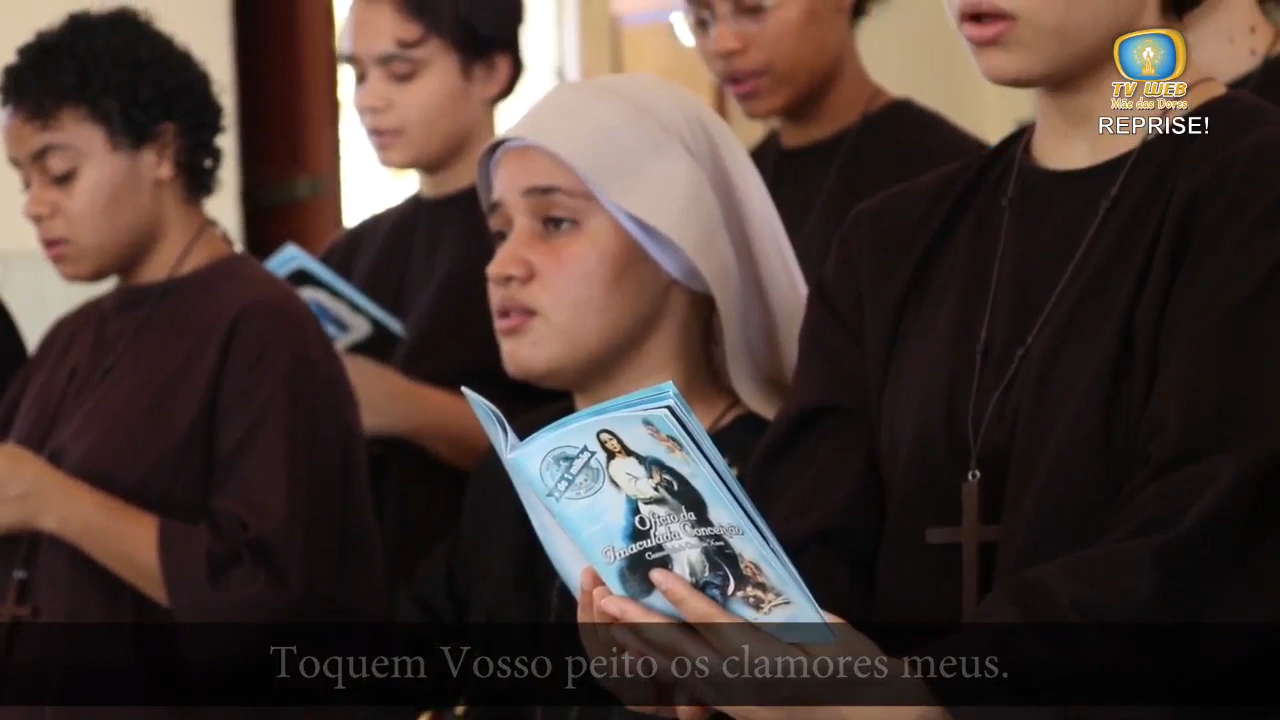 TV WEB
Mãe das Dores
REPRISE!
Ofício da
Imaculada Conceição
Toquem Vosso peito os clamores meus.